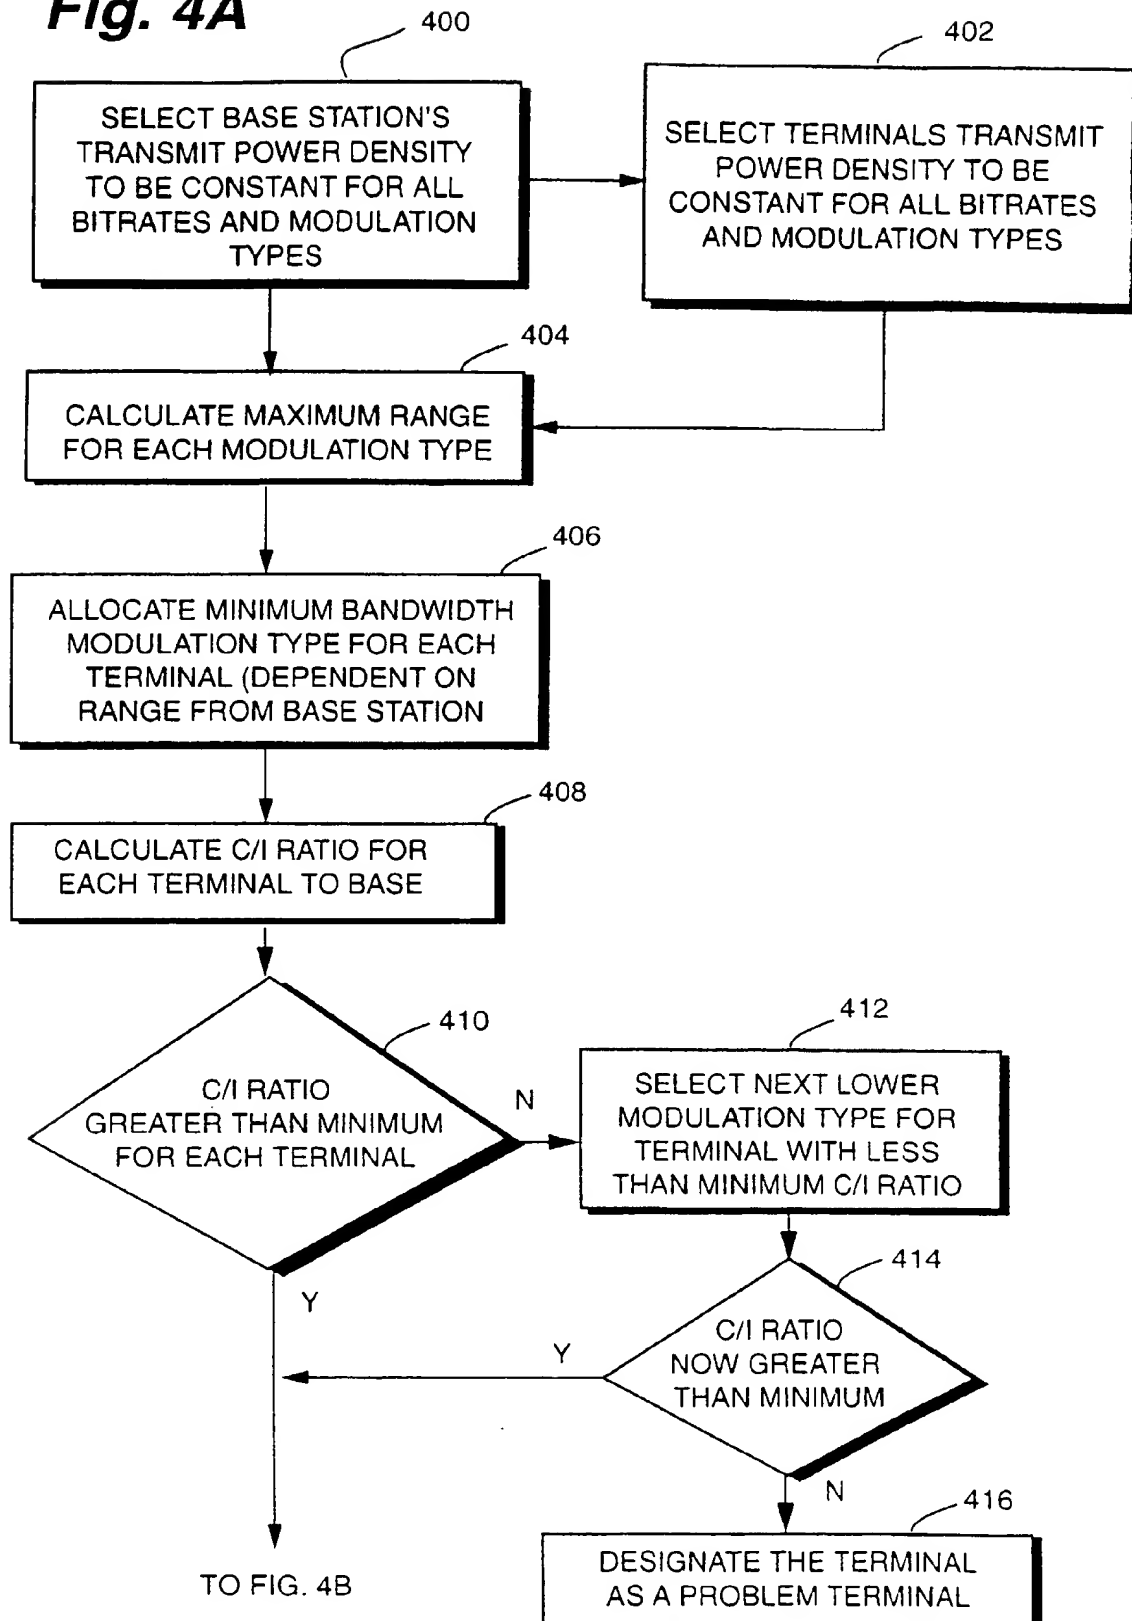 Fig. 4A
400
SELECT BASE STATION'S
TRANSMIT POWER DENSITY
TO BE CONSTANT FOR ALL
BITRATES AND MODULATION
TYPES
402
SELECT TERMINALS TRANSMIT
POWER DENSITY TO BE
CONSTANT FOR ALL BITRATES
AND MODULATION TYPES
404
CALCULATE MAXIMUM RANGE
FOR EACH MODULATION TYPE
406
ALLOCATE MINIMUM BANDWIDTH
MODULATION TYPE FOR EACH
TERMINAL (DEPENDENT ON
RANGE FROM BASE STATION
408
CALCULATE C/I RATIO FOR
EACH TERMINAL TO BASE
410
C/I RATIO
GREATER THAN MINIMUM
FOR EACH TERMINAL
N
Y
412
SELECT NEXT LOWER
MODULATION TYPE FOR
TERMINAL WITH LESS
THAN MINIMUM C/I RATIO
414
C/I RATIO
NOW GREATER
THAN MINIMUM
Y
N
416
DESIGNATE THE TERMINAL
AS A PROBLEM TERMINAL
TO FIG. 4B